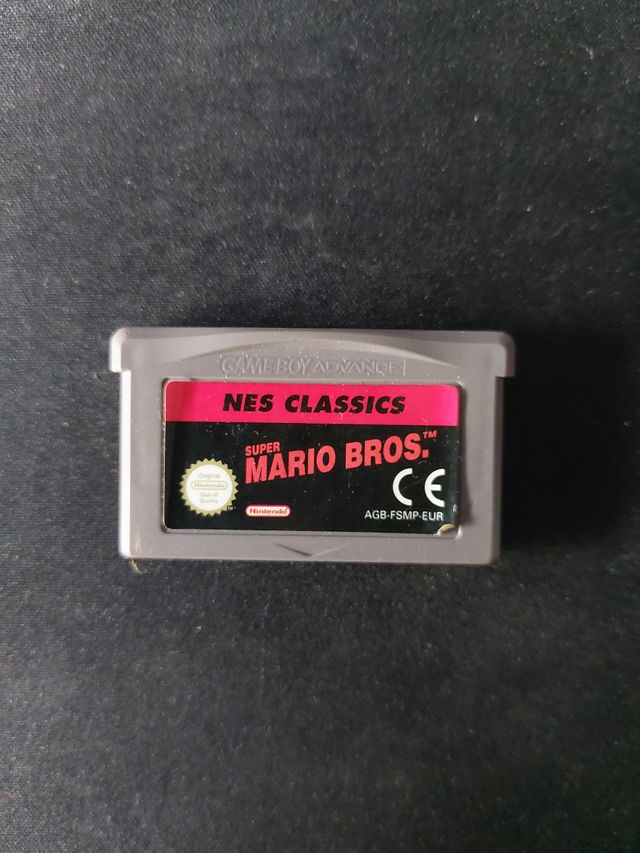 GAME BOY ADVANCE
NES CLASSICS
SUPER
MARIO BROS.™
Original
Nintendo
Seal of
Quality
™
Nintendo
CE
AGB-FSMP-EUR